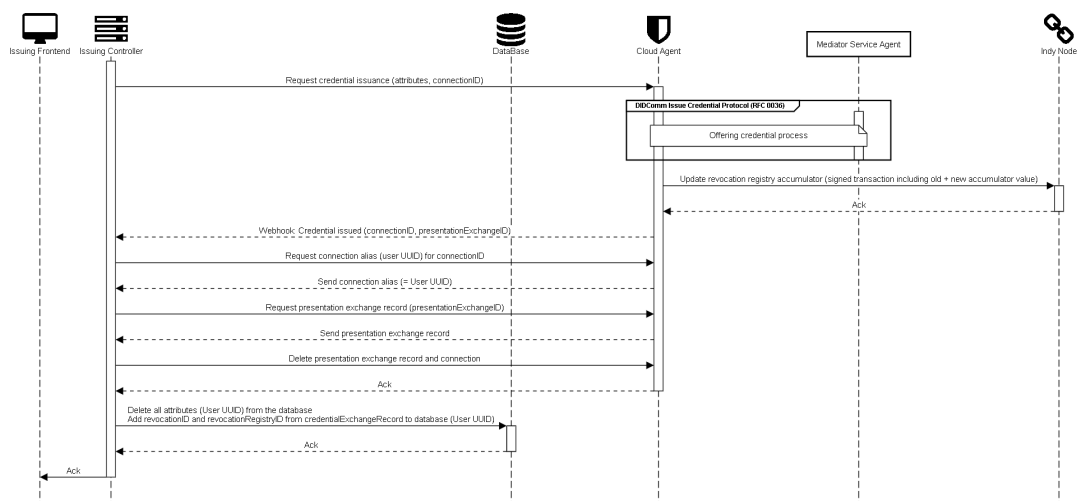 Issuing Frontend
Issuing Controller
DataBase
Cloud Agent
Mediator Service Agent
Indy Node
Request credential issuance (attributes, connectionID)
DIDComm Issue Credential Protocol (RFC 0036)
Offering credential process
Update revocation registry accumulator (signed transaction including old + new accumulator value)
Ack
Webhook: Credential issued (connectionID, presentationExchangeID)
Request connection alias (user UUID) for connectionID
Send connection alias (= User UUID)
Request presentation exchange record (presentationExchangeID)
Send presentation exchange record
Delete presentation exchange record and connection
Ack
Delete all attributes (User UUID) from the database
Add revocationID and revocationRegistryID from credentialExchangeRecord to database (User UUID)
Ack
Ack